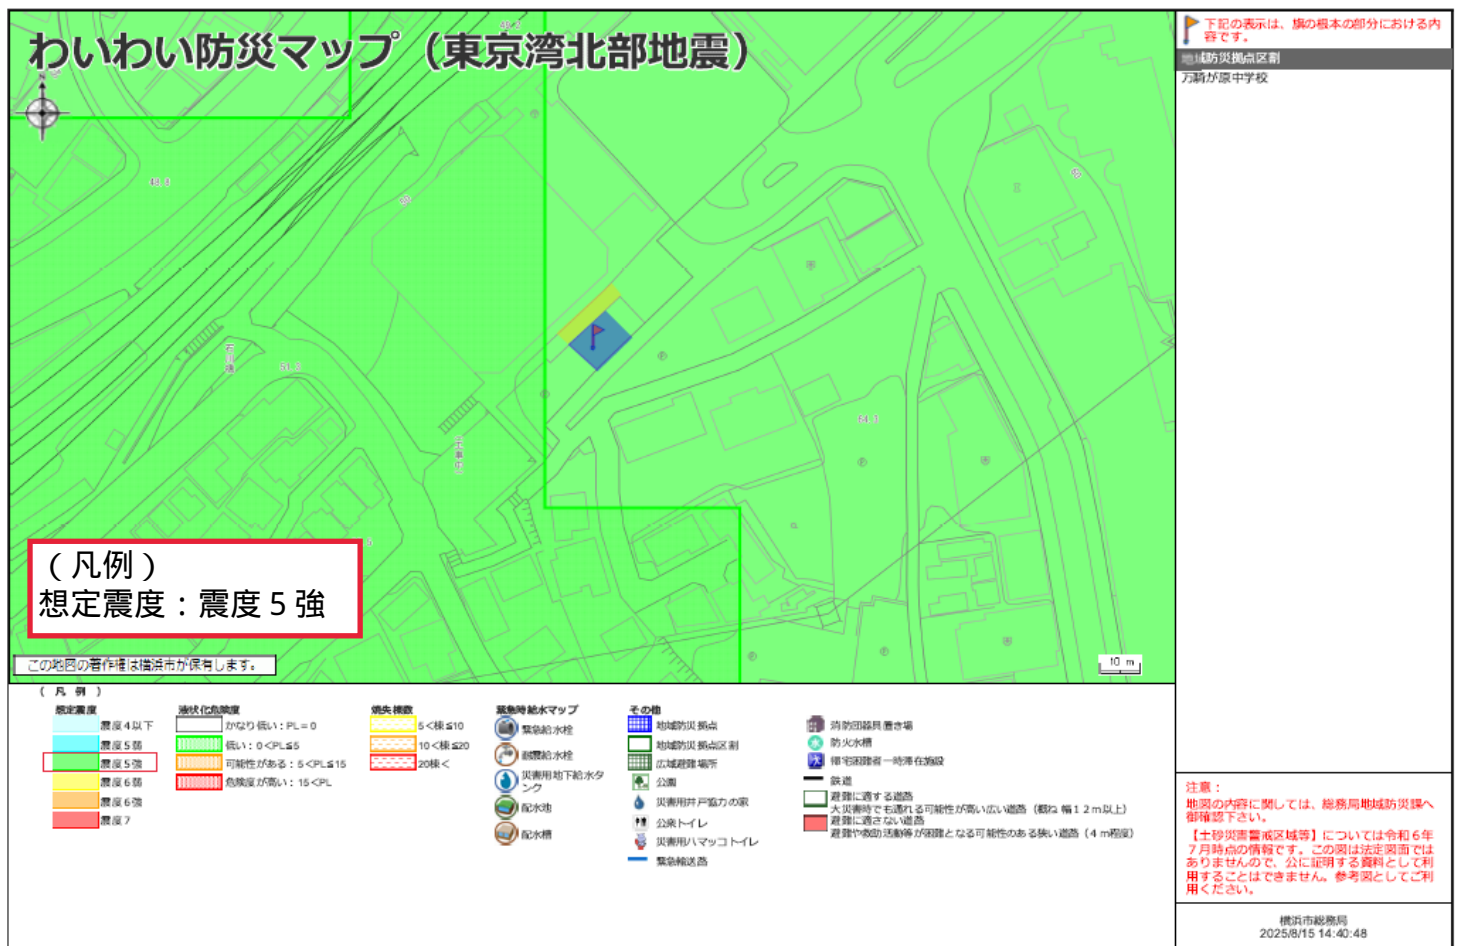 わいわい防災マップ（東京湾北部地震）
N
49.2
49.8
51.3
石川橋
（工事中）
64.1
（凡例）
想定震度：震度５強
この地図の著作権は横浜市が保有します。
10 m
下記の表示は、旗の根本の部分における内
容です。
地域防災拠点区割
万騎が原中学校
（ 凡 例 ）
想定震度
震度４以下
震度５弱
震度５強
震度６弱
震度６強
震度７
液状化危険度
かなり低い：PL＝0
低い：0＜PL≦5
可能性がある：5＜PL≦15
危険度が高い：15＜PL
焼失棟数
5＜棟≦10
10＜棟≦20
20棟＜
緊急時給水マップ
緊急給水栓
耐震給水栓
災害用地下給水タ
ンク
配水池
配水槽
その他
地域防災拠点
地域防災拠点区割
広域避難場所
公園
災害用井戸協力の家
公衆トイレ
災害用ハマッコトイレ
緊急輸送路
消防団器具置き場
防火水槽
帰宅困難者一時滞在施設
鉄道
避難に適する道路
大災害時でも通れる可能性が高い広い道路（概ね 幅１２ｍ以上）
避難に適さない道路
避難や救助活動等が困難となる可能性のある狭い道路（４ｍ程度）
注意：
地図の内容に関しては、総務局地域防災課へ
御確認下さい。
【土砂災害警戒区域等】については令和６年
７月時点の情報です。この図は法定図面では
ありませんので、公に証明する資料として利
用することはできません。参考図としてご利
用ください。
横浜市総務局
2025/8/15 14:40:48